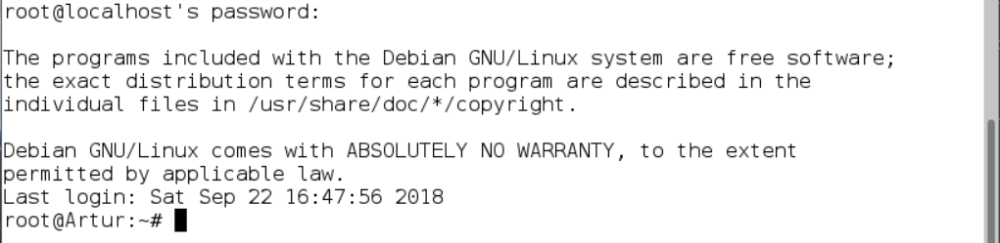 root@localhost's password:
The programs included with the Debian GNU/Linux system are free software;
the exact distribution terms for each program are described in the
individual files in /usr/share/doc/*/copyright.
Debian GNU/Linux comes with ABSOLUTELY NO WARRANTY, to the extent
permitted by applicable law.
Last login: Sat Sep 22 16:47:56 2018
root@Artur:~#